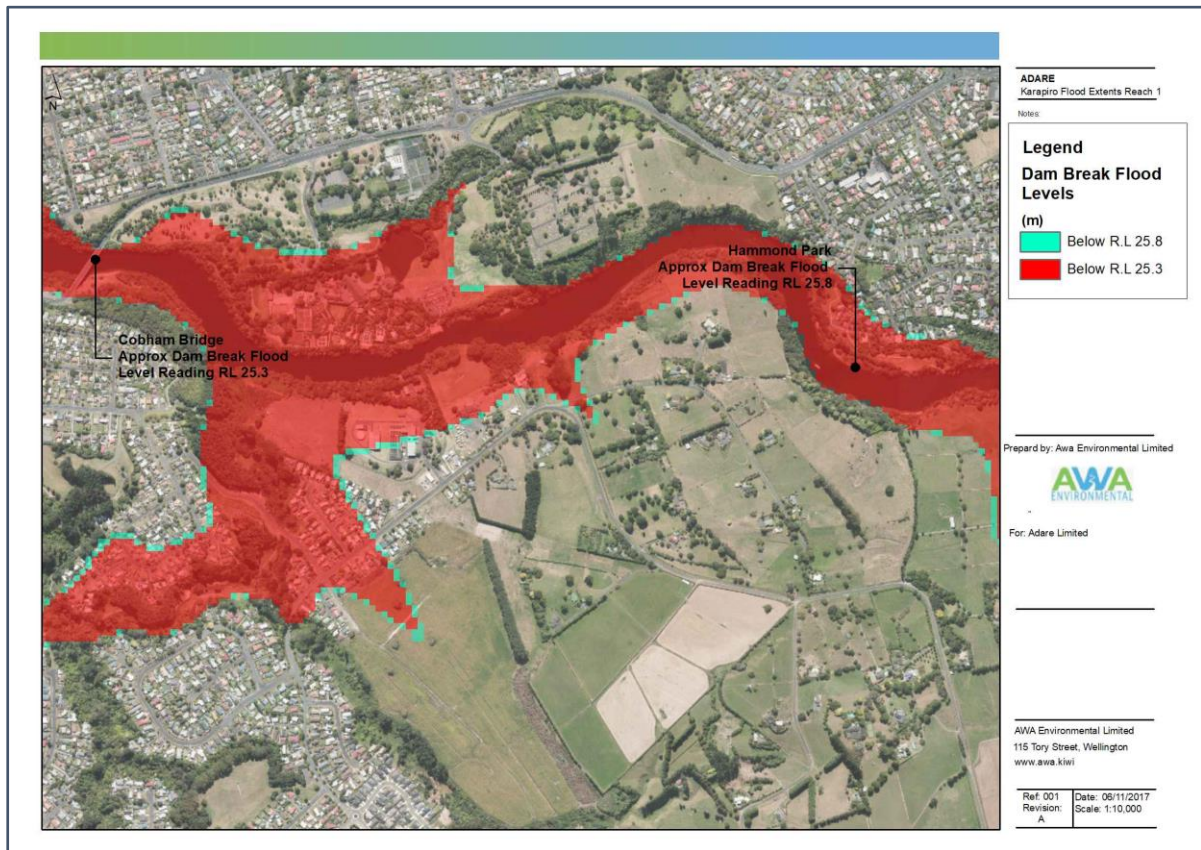 N
Hammond Park
Approx Dam Break Flood
Level Reading RL 25.8
Cobham Bridge
Approx Dam Break Flood
Level Reading RL 25.3
ADARE
Karapiro Flood Extents Reach 1
Notes:
Legend
Dam Break Flood
Levels
(m)
Below R.L 25.8
Below R.L 25.3
Prepard by: Awa Environmental Limited
AWA
ENVIRONMENTAL
For: Adare Limited
AWA Environmental Limited
115 Tory Street, Wellington
www.awa.kiwi
Ref: 001
Revision:
A
Date: 06/11/2017
Scale: 1:10,000